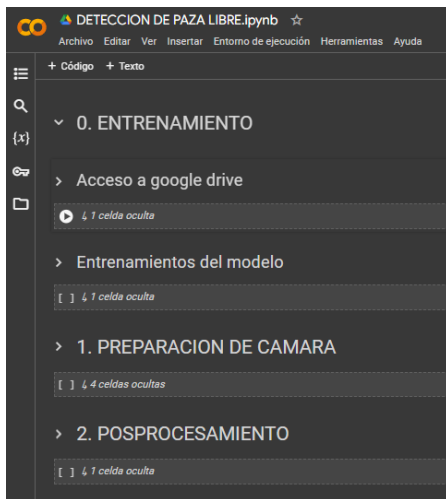 DETECCION DE PAZA LIBRE.ipynb
Archivo Editar Ver Insertar Entorno de ejecución Herramientas Ayuda
+ Código + Texto
0. ENTRENAMIENTO
{x}
Acceso a google drive
1 celda oculta
Entrenamientos del modelo
[ ] 1 celda oculta
1. PREPARACION DE CAMARA
[ ] 4 celdas ocultas
2. POSPROCESAMIENTO
[ ] 1 celda oculta